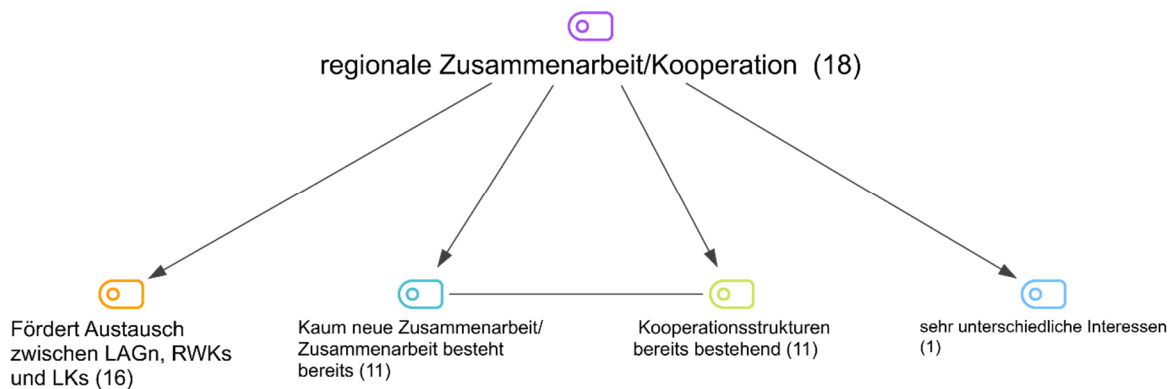 regionale Zusammenarbeit/Kooperation (18)
Fördert Austausch
zwischen LAGn, RWKs
und LKs (16)
Kaum neue Zusammenarbeit/
Zusammenarbeit besteht
bereits (11)
Kooperationsstrukturen
bereits bestehend (11)
sehr unterschiedliche Interessen
(1)